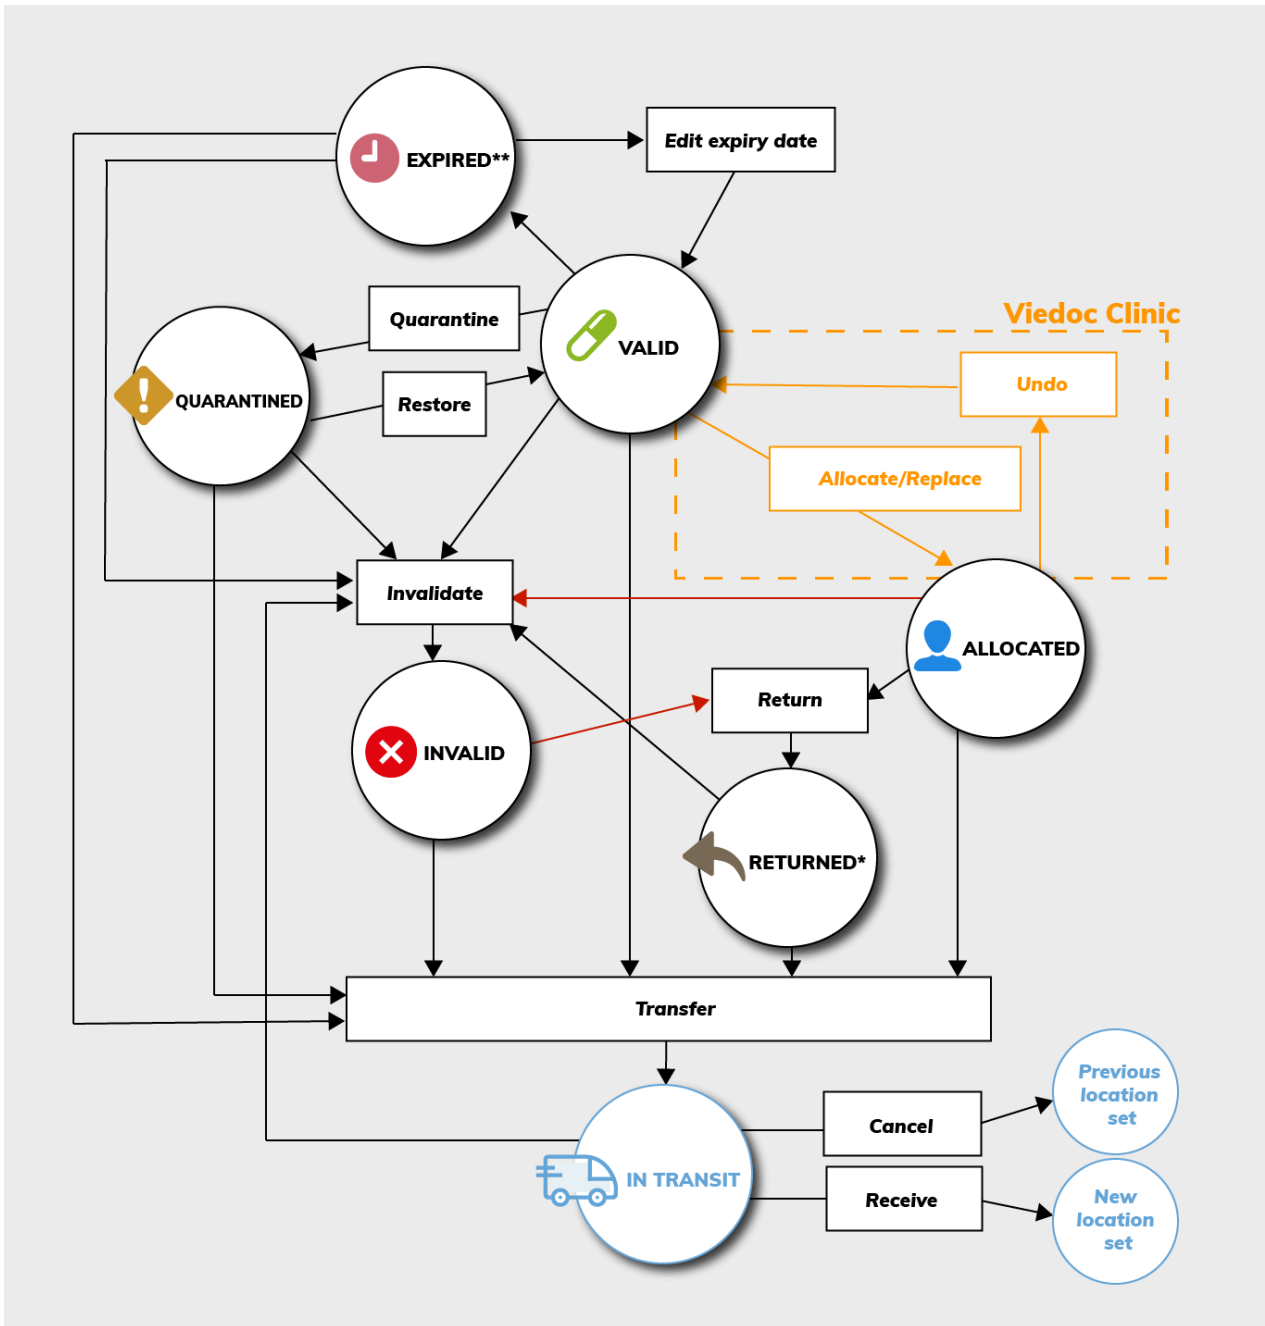 EXPIRED**
Edit expiry date
Viedoc Clinic
Quarantine
VALID
Undo
QUARANTINED
Restore
Allocate/Replace
Invalidate
ALLOCATED
Return
INVALID
RETURNED*
Transfer
Previous
location
set
Cancel
IN TRANSIT
Receive
New
location
set